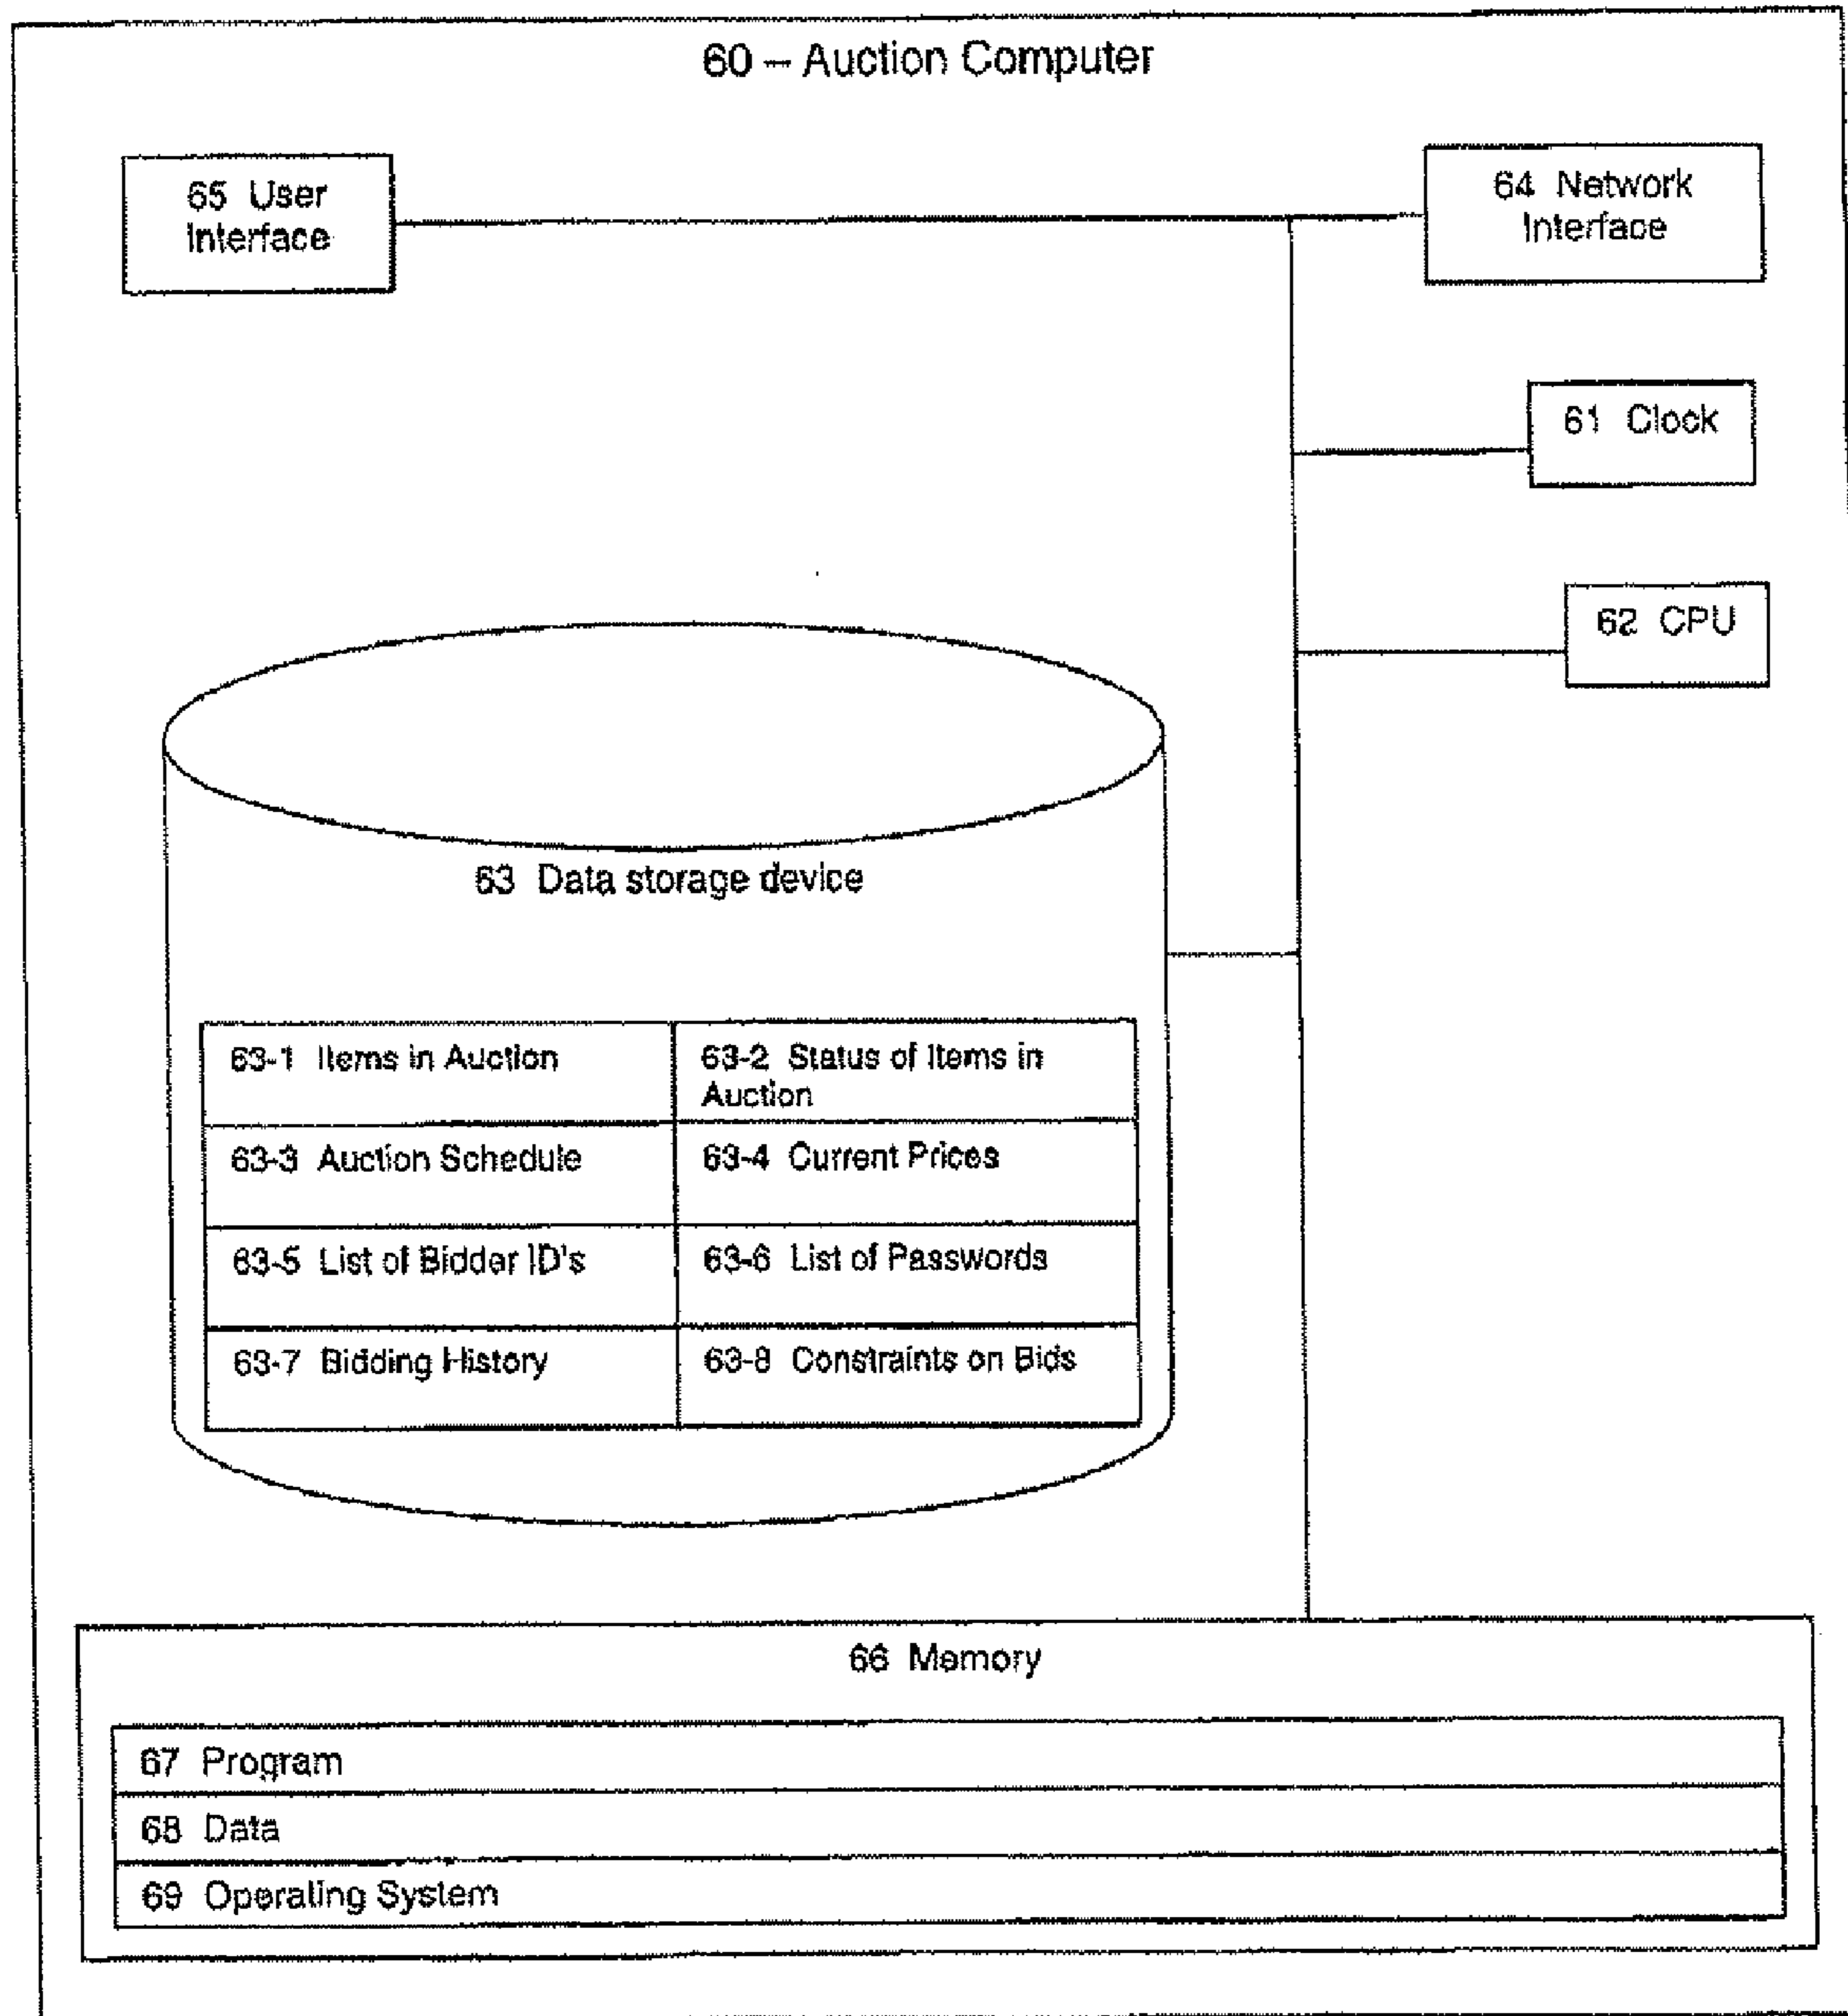 60 – Auction Computer
65 User
Interface
64 Network
Interface
61 Clock
62 CPU
63 Data storage device
63-1 Items in Auction
63-2 Status of Items in
Auction
63-3 Auction Schedule
63-4 Current Prices
63-5 List of Bidder ID's
63-6 List of Passwords
63-7 Bidding History
63-8 Constraints on Bids
66 Memory
67 Program
68 Data
69 Operating System